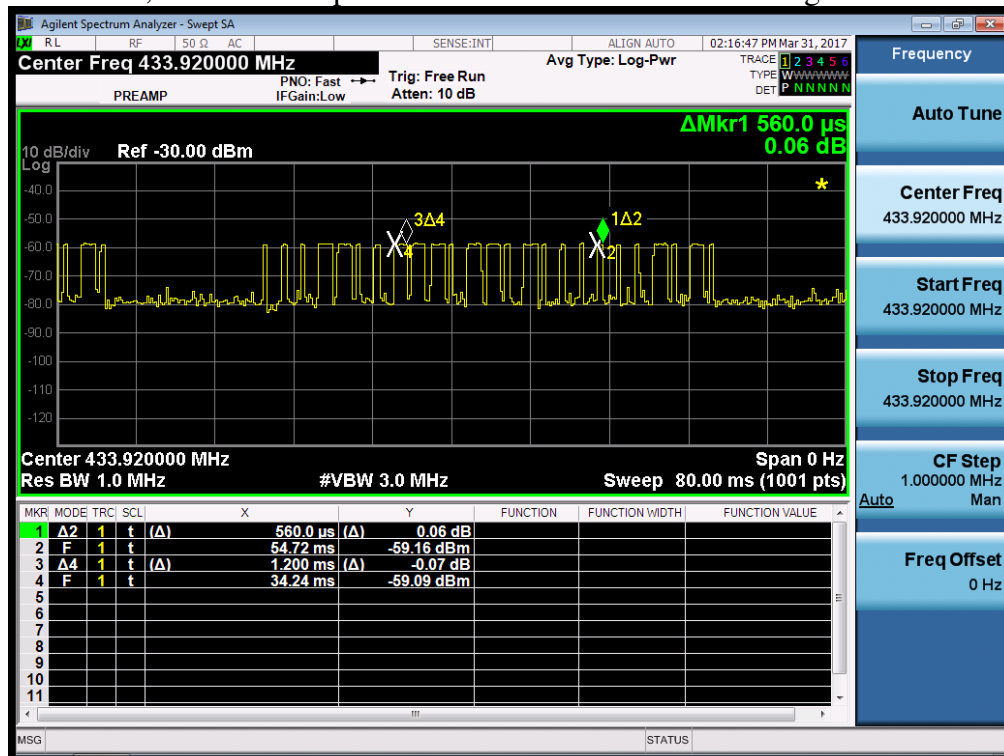 Agilent Spectrum Analyzer - Swept SA
LXI RL RF 50 Ω AC SENSE:INT ALIGN AUTO 02:16:47 PM Mar 31, 2017
Center Freq 433.920000 MHz Avg Type: Log-Pwr TRACE 1 2 3 4 5 6
PNO: Fast Trig: Free Run TYPE WWWWWW
PREAMP IFGain:Low Atten: 10 dB DET P N N N N N
ΔMkr1 560.0 µs
0.06 dB
10 dB/div Ref -30.00 dBm
Log
-40.0
-50.0
-60.0
-70.0
-80.0
-90.0
-100
-110
-120
3Δ4
4
1Δ2
2
*
Center 433.920000 MHz Span 0 Hz
Res BW 1.0 MHz #VBW 3.0 MHz Sweep 80.00 ms (1001 pts)
MKR MODE TRC SCL X Y FUNCTION FUNCTION WIDTH FUNCTION VALUE
1 Δ2 1 t (Δ) 560.0 µs (Δ) 0.06 dB
2 F 1 t 54.72 ms -59.16 dBm
3 Δ4 1 t (Δ) 1.200 ms (Δ) -0.07 dB
4 F 1 t 34.24 ms -59.09 dBm
5
6
7
8
9
10
11
MSG STATUS
Frequency
Auto Tune
Center Freq
433.920000 MHz
Start Freq
433.920000 MHz
Stop Freq
433.920000 MHz
CF Step
1.000000 MHz
Auto Man
Freq Offset
0 Hz